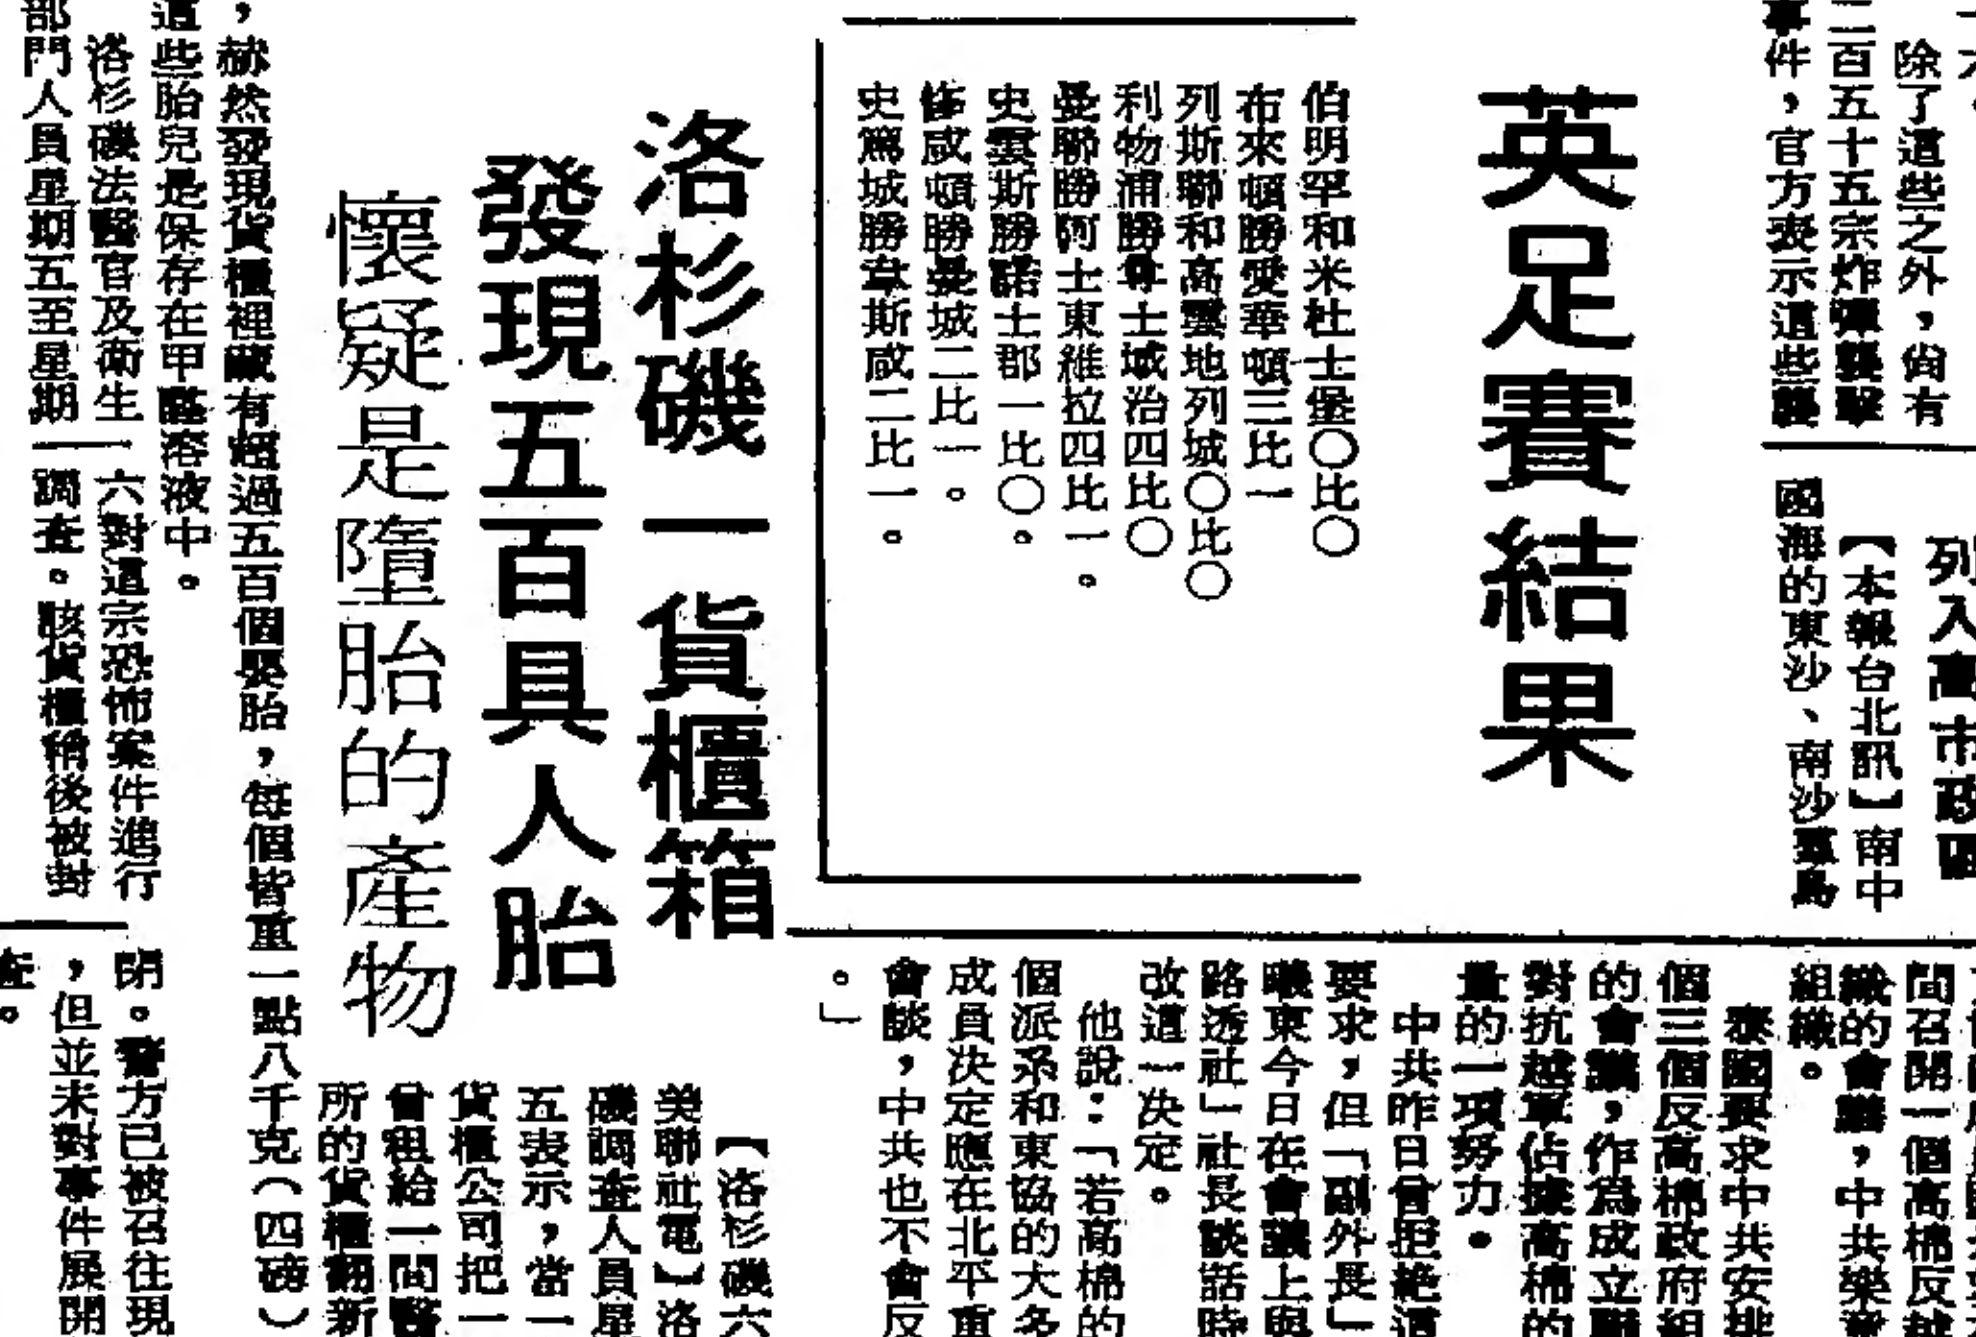 除了這些之外，尚有
二百五十五宗炸彈襲擊
事件，官方表示這些襲
列入高市政區
【本報台北訊】南中
國海的東沙、南沙羣島
英足賽結果
伯明罕和米杜士堡〇比〇
布來頓勝愛華頓三比一
列斯聯和高雲地列城〇比〇
利物浦勝尊士域治四比〇
曼聯勝阿士東維拉四比一。
史雲斯勝諾士郡一比〇。
修咸頓勝曼城二比一。
史篤城勝韋斯咸二比一。
間召開一個高棉反越
織的會議，中共樂意
組織。
泰國要求中共安排
個三個反高棉政府組
的會議，作為成立聯
對抗越軍佔據高棉的
量的一項努力。
中共昨日曾拒絕這
要求，但「副外長」
曦東今日在會議上與
路透社」社長談話時
改這一決定。
他說：「若高棉的
個派系和東協的大多
成員決定應在北平重
會談，中共也不會反
。」
洛杉磯一貨櫃箱
發現五百具人胎
懷疑是墮胎的產物
【洛杉磯六
美聯社電】洛
磯調查人員星
五表示，當一
貨櫃公司把一
曾租給一間醫
所的貨櫃翻新
，赫然發現貨櫃裡藏有超過五百個嬰胎，每個皆重一點八千克（四磅）
這些胎兒是保存在甲醛溶液中。
洛杉磯法醫官及衛生
部門人員星期五至星期
六對這宗恐怖案件進行
調查。該貨櫃稍後被封
閉。警方已被召往現
，但並未對事件展開
查。